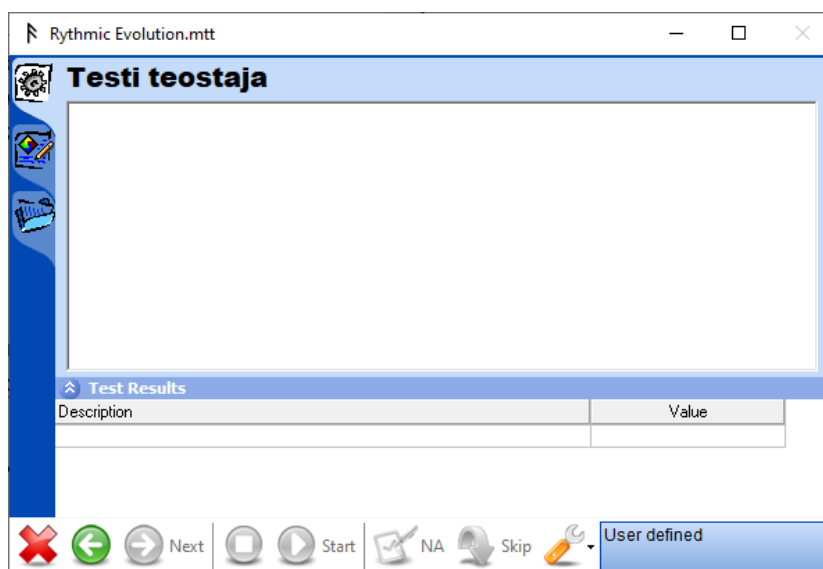 Rythmic Evolution.mtt
Testi teostaja
Test Results
Description Value
Next Start NA Skip User defined